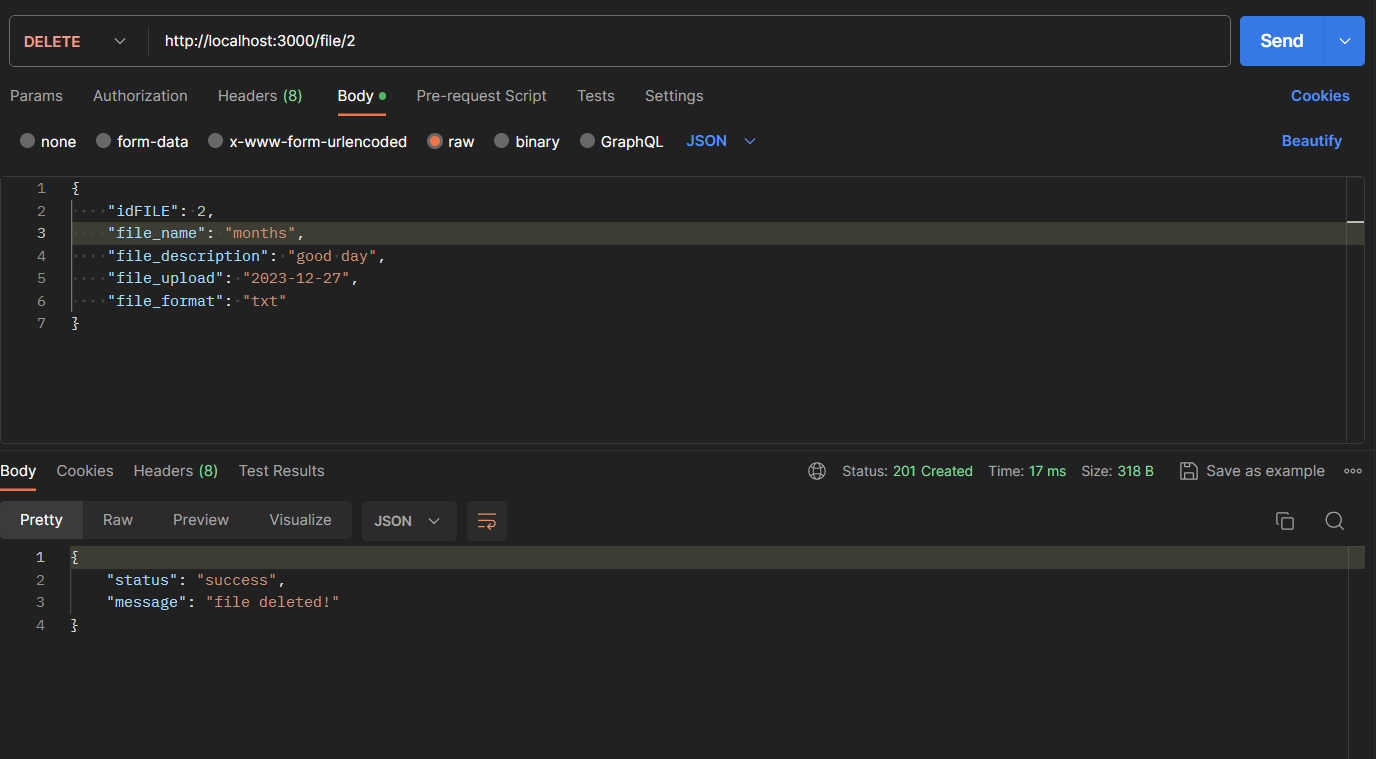 DELETE http://localhost:3000/file/2 Send
Params Authorization Headers (8) Body Pre-request Script Tests Settings Cookies
none form-data x-www-form-urlencoded raw binary GraphQL JSON Beautify
1 {
2 "idFILE": 2,
3 "file_name": "months",
4 "file_description": "good day",
5 "file_upload": "2023-12-27",
6 "file_format": "txt"
7 }
Body Cookies Headers (8) Test Results Status: 201 Created Time: 17 ms Size: 318 B Save as example
Pretty Raw Preview Visualize JSON
1 {
2 "status": "success",
3 "message": "file deleted!"
4 }